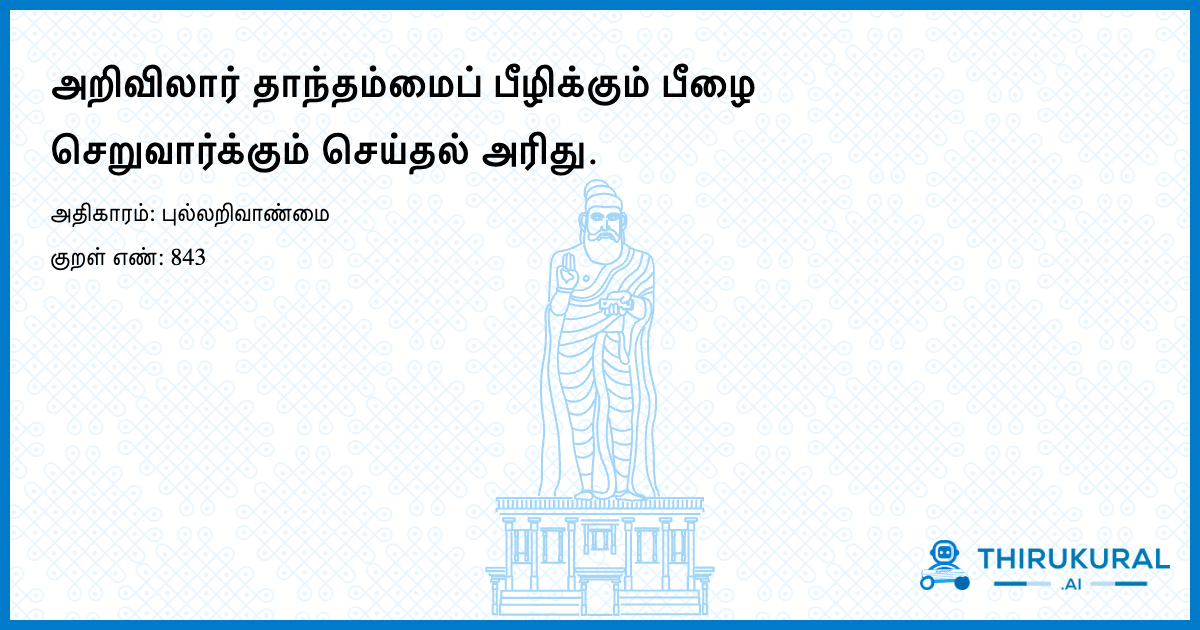 அறிவிலார் தாந்தம்மைப் பீழிக்கும் பீழை
செறுவார்க்கும் செய்தல் அரிது.
அதிகாரம்: புல்லறிவாண்மை
குறள் எண்: 843
THIRUKURAL
.AI